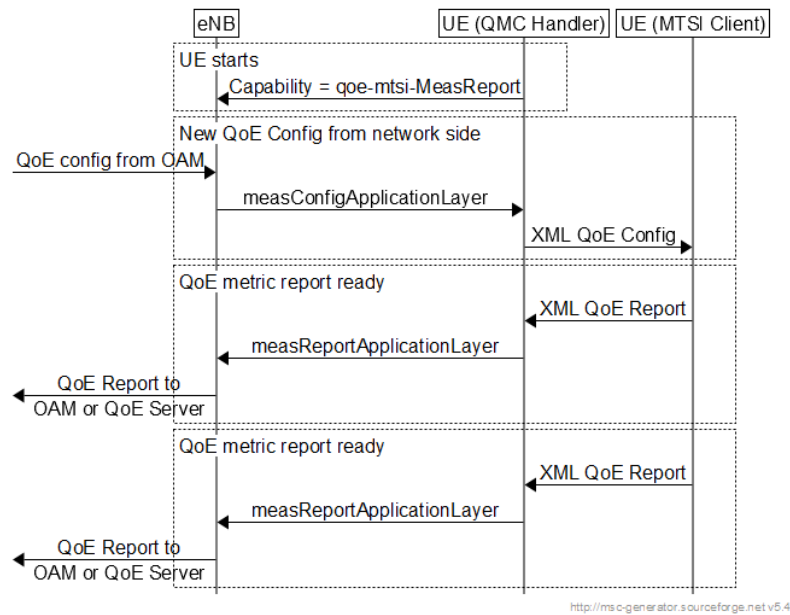 eNB
UE (QMC Handler)
UE (MTSI Client)
UE starts
Capability = qoe-mtsi-MeasReport
New QoE Config from network side
QoE config from OAM
measConfigApplicationLayer
XML QoE Config
QoE metric report ready
XML QoE Report
measReportApplicationLayer
QoE Report to
OAM or QoE Server
QoE metric report ready
XML QoE Report
measReportApplicationLayer
QoE Report to
OAM or QoE Server
http://msc-generator.sourceforge.net v5.4